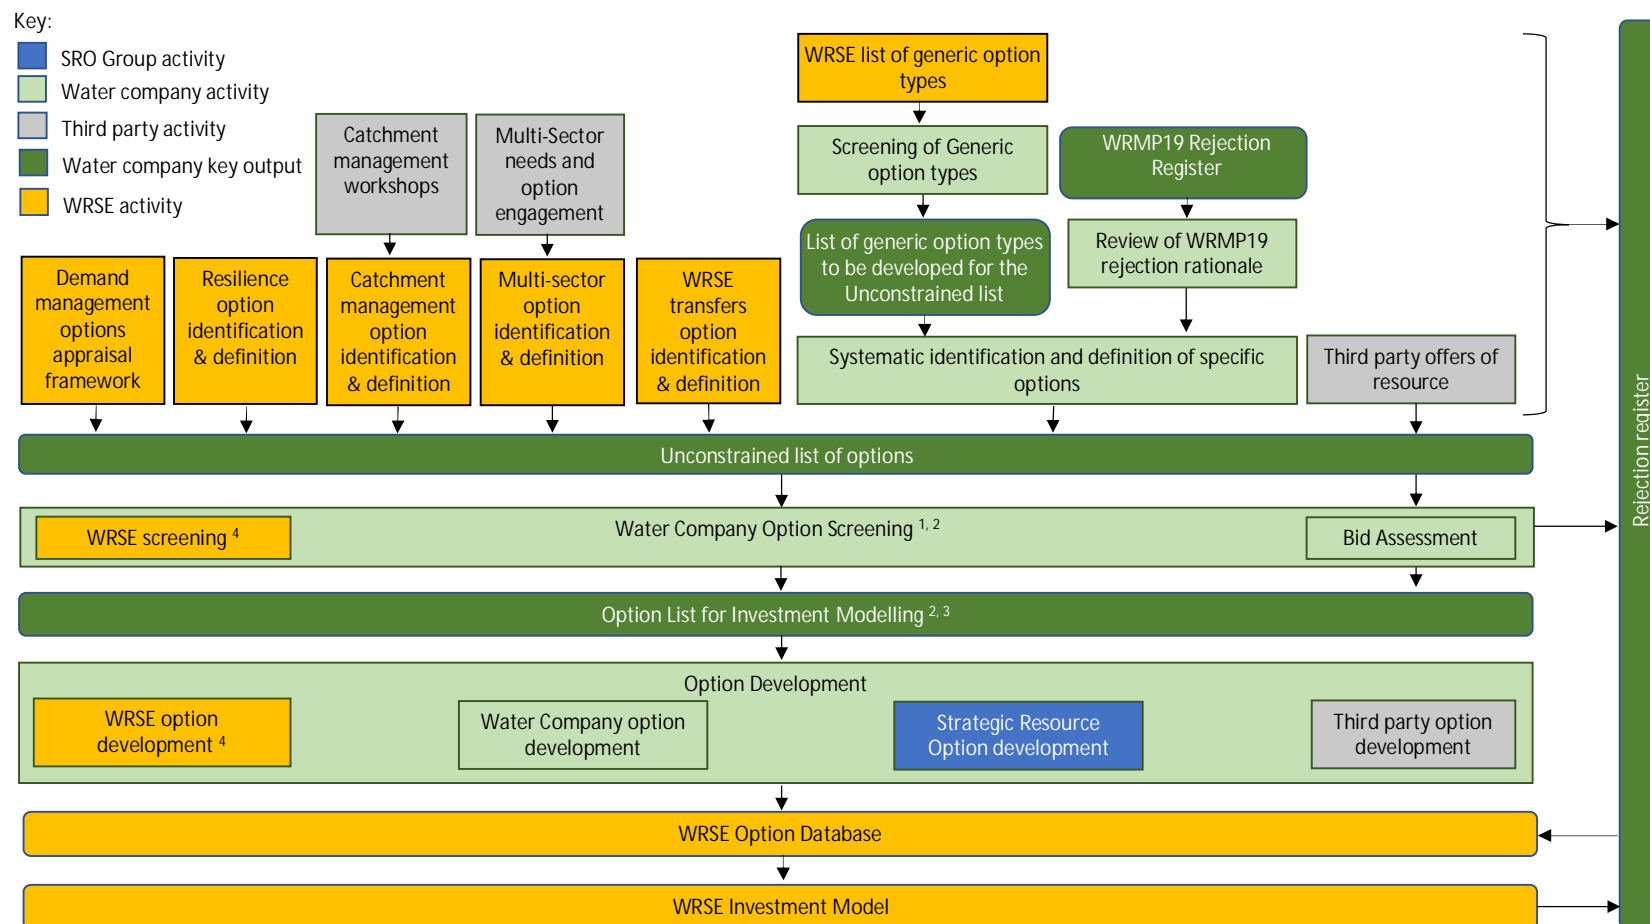 Key:
SRO Group activity
Water company activity
Third party activity
Water company key output
WRSE activity
Catchment
management
workshops
Multi-Sector
needs and
option
engagement
WRSE list of generic option
types
Screening of Generic
option types
WRMP19 Rejection
Register
List of generic option types
to be developed for the
Unconstrained list
Review of WRMP19
rejection rationale
Demand
management
options
appraisal
framework
Resilience
option
identification
& definition
Catchment
management
option
identification
& definition
Multi-sector
option
identification
& definition
WRSE
transfers
option
identification
& definition
Systematic identification and definition of specific
options
Third party offers of
resource
Unconstrained list of options
WRSE screening 4
Water Company Option Screening 1, 2
Bid Assessment
Option List for Investment Modelling 2, 3
Option Development
WRSE option
development 4
Water Company option
development
Strategic Resource
Option development
Third party option
development
WRSE Option Database
WRSE Investment Model
Rejection register